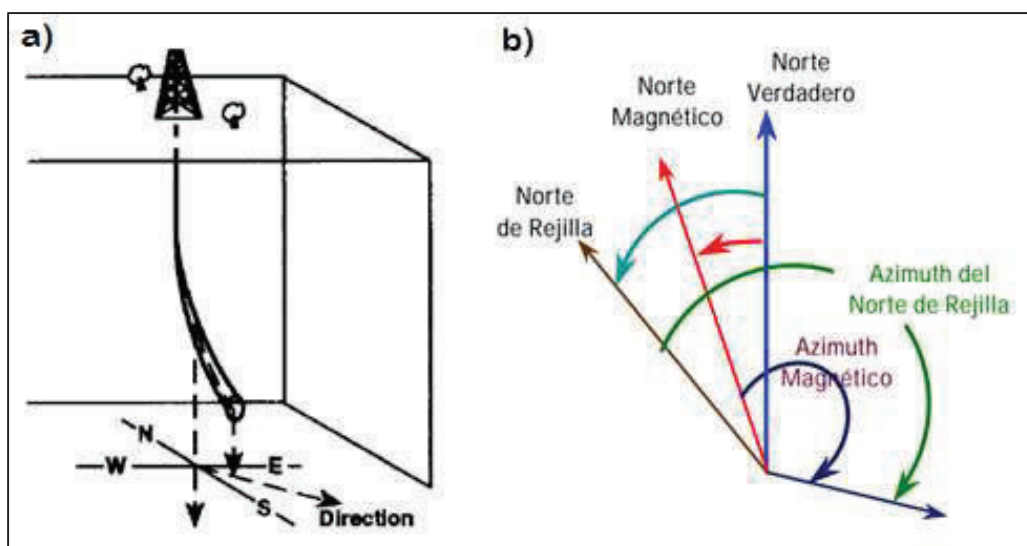 a)
N
W
E
S
Direction
b)
Norte
Verdadero
Norte
Magnético
Norte
de Rejilla
Azimuth del
Norte de Rejilla
Azimuth
Magnético